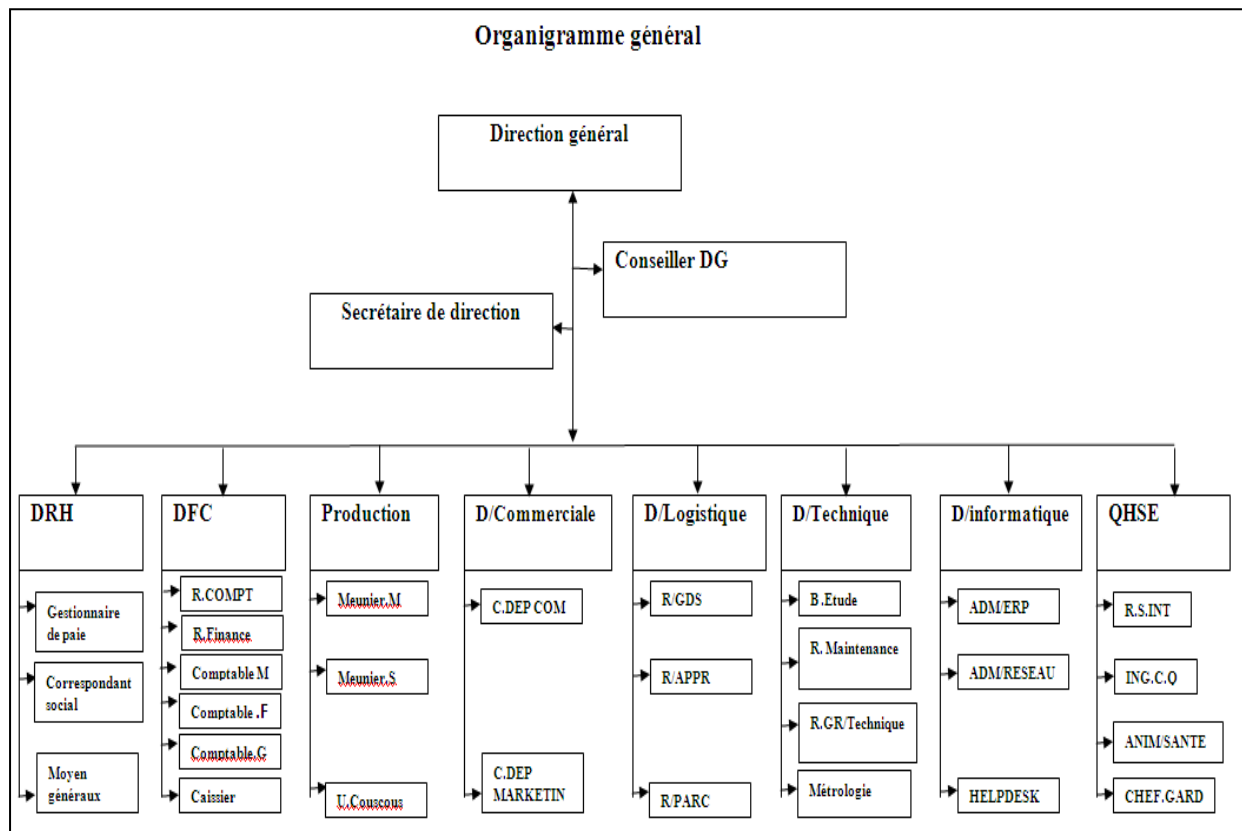 Organigramme général
Direction général
Conseiller DG
Secrétaire de direction
DRH
DFC
Production
D/Commerciale
D/Logistique
D/Technique
D/informatique
QHSE
Gestionnaire
de paie
Correspondant
social
Moyen
généraux
R.COMPT
R.Finance
Comptable M
Comptable .F
Comptable.G
Caissier
Meunier.M
Meunier.S
U.Couscous
C.DEP COM
C.DEP
MARKETIN
R/GDS
R/APPR
R/PARC
B.Etude
R. Maintenance
R.GR/Technique
Métrologie
ADM/ERP
ADM/RESEAU
HELPDESK
R.S.INT
ING.C.Q
ANIM/SANTE
CHEF.GARD